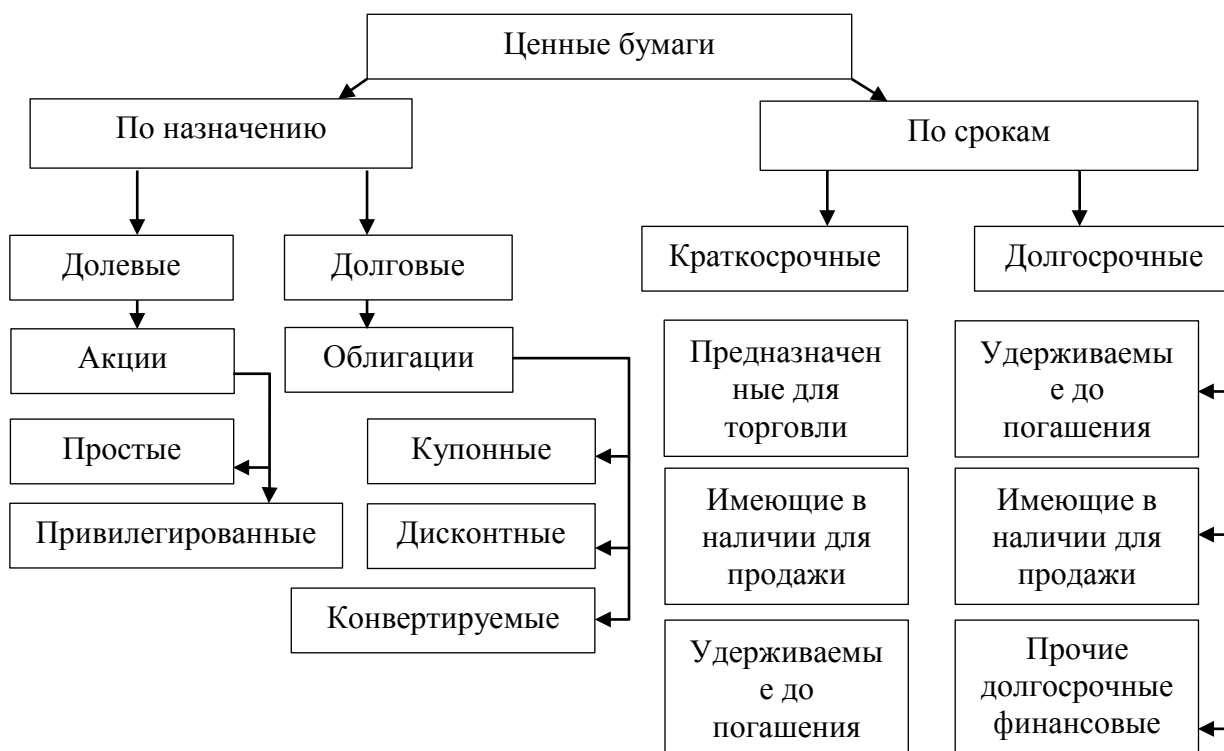 Ценные бумаги
По назначению
По срокам
Долевые
Долговые
Краткосрочные
Долгосрочные
Акции
Облигации
Предназначен
ные для
торговли
Удерживаемы
е до
погашения
Простые
Купонные
Привилегированные
Дисконтные
Имеющие в
наличии для
продажи
Имеющие в
наличии для
продажи
Конвертируемые
Удерживаемы
е до
погашения
Прочие
долгосрочные
финансовые